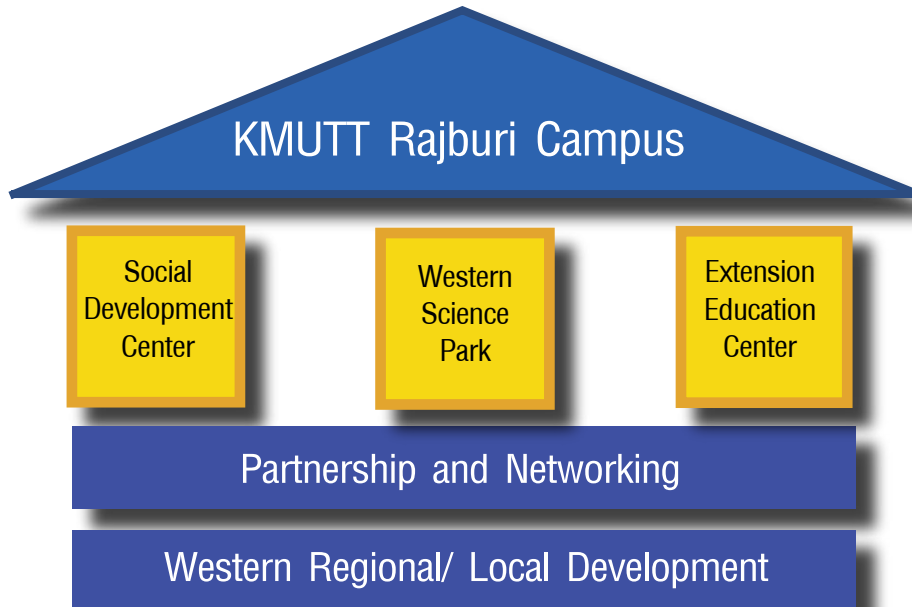 KMUTT Rajburi Campus
Social
Development
Center
Western
Science
Park
Extension
Education
Center
Partnership and Networking
Western Regional/ Local Development